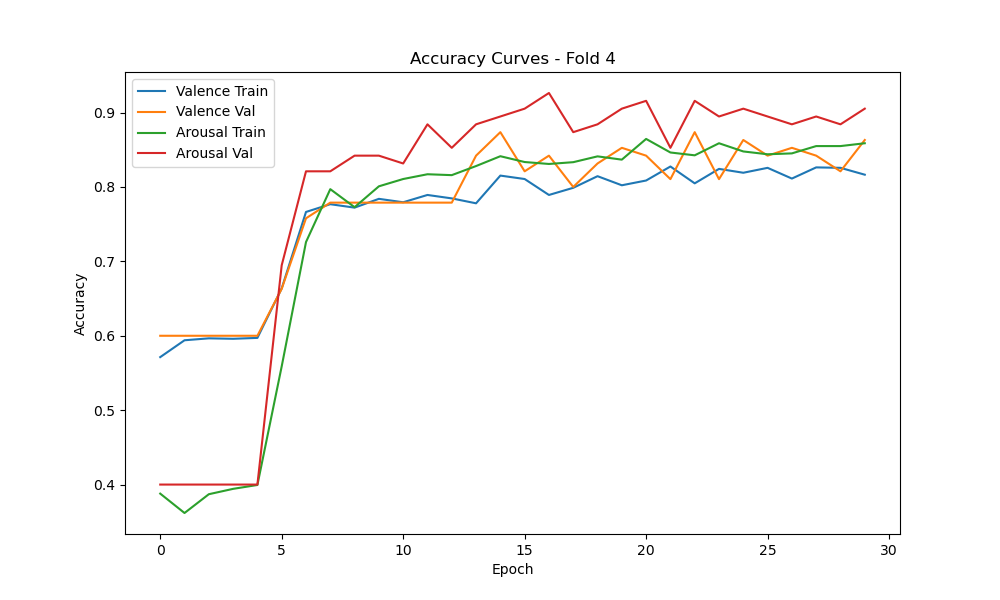 Accuracy Curves - Fold 4
Valence Train
Valence Val
Arousal Train
Arousal Val
0.9
0.8
0.7
0.6
0.5
0.4
Accuracy
0 5 10 15 20 25 30
Epoch